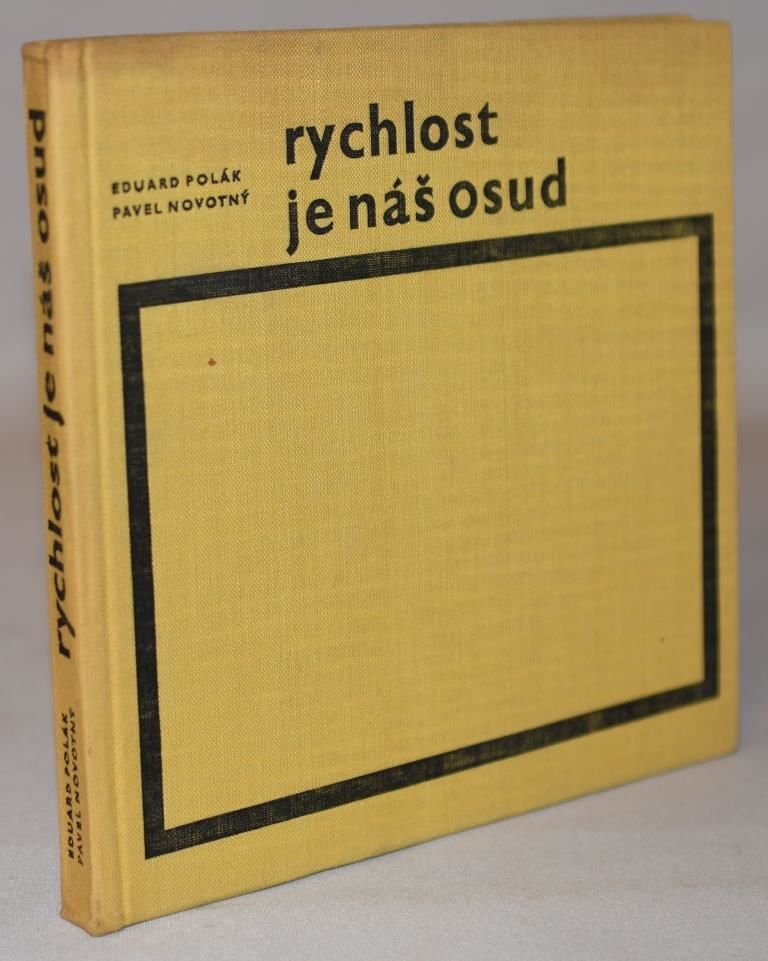 EDUARD POLÁK
PAVEL NOVOTNÝ
rychlost
je náš osud
rychlost je náš osud
EDUARD POLÁK
PAVEL NOVOTNÝ